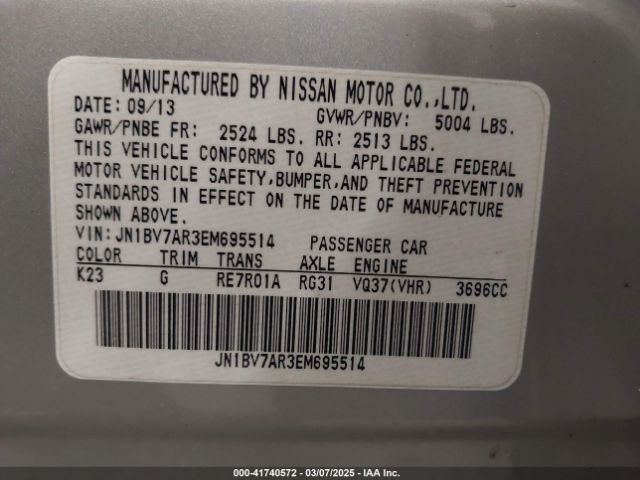 MANUFACTURED BY NISSAN MOTOR CO.,LTD.
DATE: 09/13 GVWR/PNBV: 5004 LBS.
GAWR/PNBE FR: 2524 LBS. RR: 2513 LBS.
THIS VEHICLE CONFORMS TO ALL APPLICABLE FEDERAL
MOTOR VEHICLE SAFETY,BUMPER,AND THEFT PREVENTION
STANDARDS IN EFFECT ON THE DATE OF MANUFACTURE
SHOWN ABOVE.
VIN:JN1BV7AR3EM695514 PASSENGER CAR
COLOR TRIM TRANS AXLE ENGINE
K23 G RE7R01A RG31 VQ37(VHR) 3696CC
JN1BV7AR3EM695514
000-41740572 - 03/07/2025 - IAA Inc.